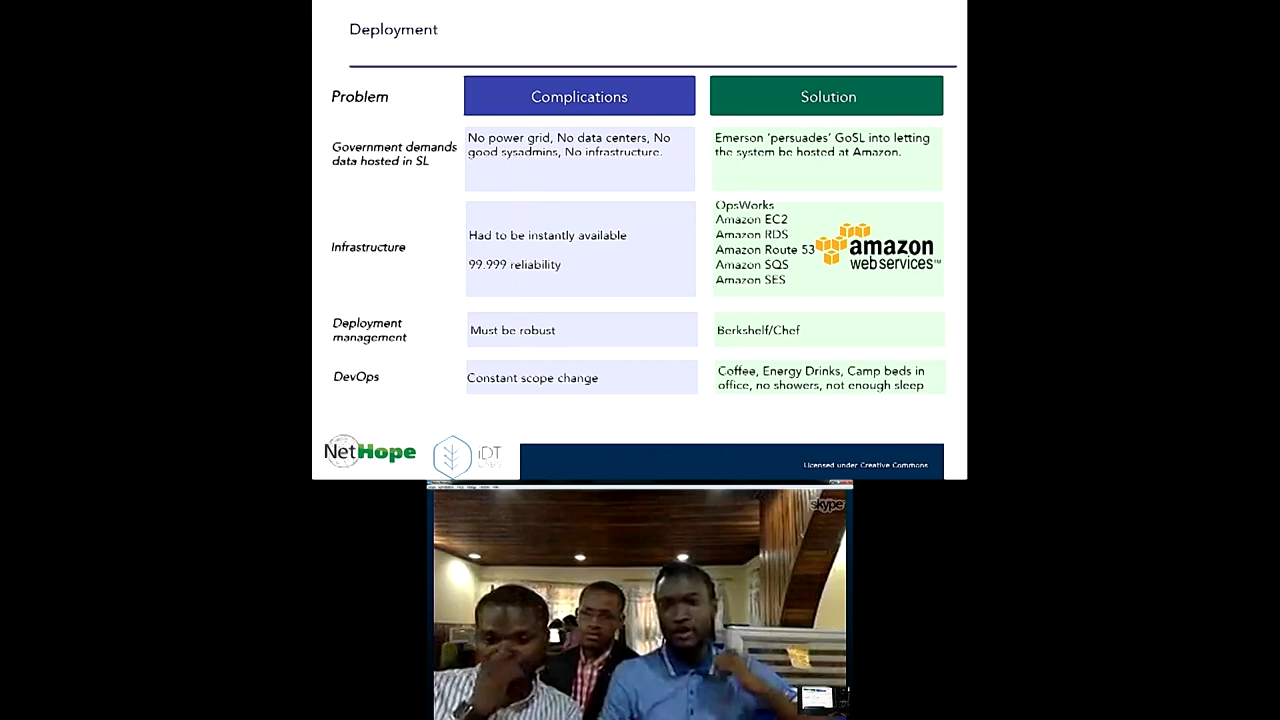 Deployment
Problem
Complications
Solution
Government demands
data hosted in SL
No power grid, No data centers, No
good sysadmins, No infrastructure.
Emerson ‘persuades’ GoSL into letting
the system be hosted at Amazon.
Infrastructure
Had to be instantly available
99.999 reliability
OpsWorks
Amazon EC2
Amazon RDS
Amazon Route 53
Amazon SQS
Amazon SES
amazon
webservices™
Deployment
management
Must be robust
Berkshelf/Chef
DevOps
Constant scope change
Coffee, Energy Drinks, Camp beds in
office, no showers, not enough sleep
NetHope
iDT
Licensed under Creative Commons
skype